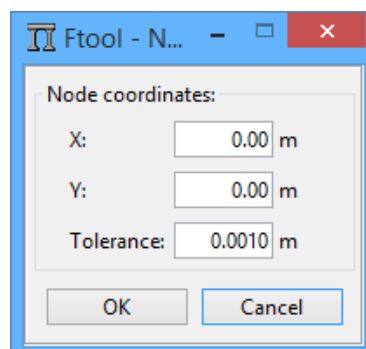 Ftool - N...
Node coordinates:
X: 0.00 m
Y: 0.00 m
Tolerance: 0.0010 m
OK Cancel